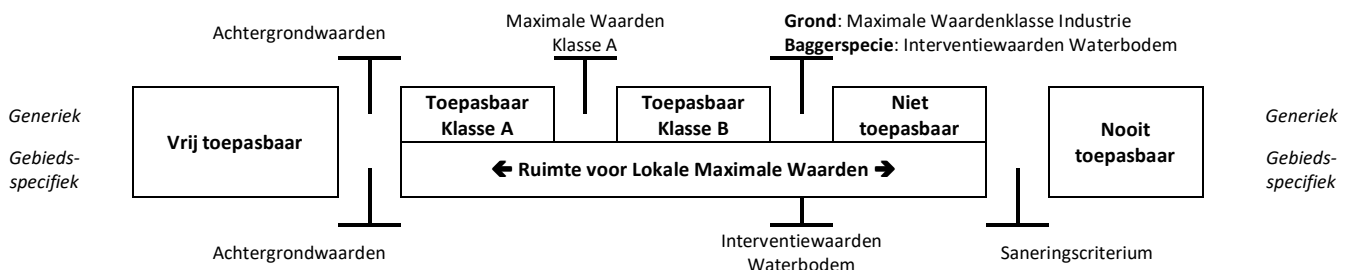 Achtergrondwaarden
Maximale Waarden
Klasse A
Grond: Maximale Waardenklasse Industrie
Baggerspecie: Interventiewaarden Waterbodem
Generiek
Gebieds-
specifiek
Vrij toepasbaar
Toepasbaar
Klasse A
Toepasbaar
Klasse B
Niet
toepasbaar
← Ruimte voor Lokale Maximale Waarden →
Nooit
toepasbaar
Generiek
Gebieds-
specifiek
Achtergrondwaarden
Interventiewaarden
Waterbodem
Saneringscriterium